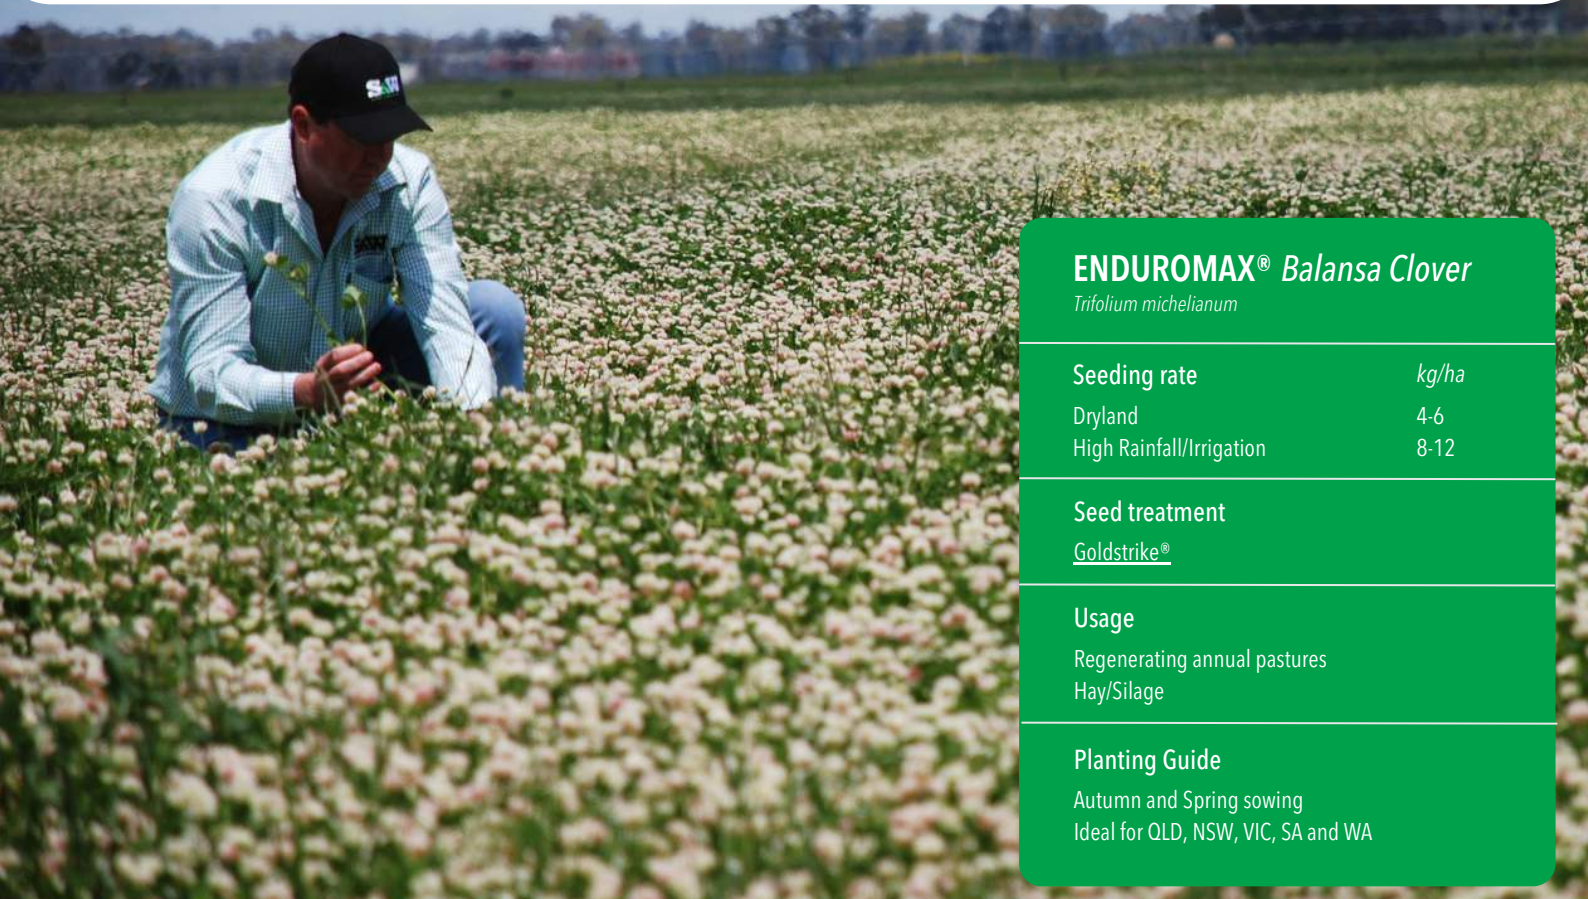 SAW
SAW
ENDUROMAX® Balansa Clover
Trifolium michelianum
Seeding rate kg/ha
Dryland 4-6
High Rainfall/Irrigation 8-12
Seed treatment
Goldstrike®
Usage
Regenerating annual pastures
Hay/Silage
Planting Guide
Autumn and Spring sowing
Ideal for QLD, NSW, VIC, SA and WA